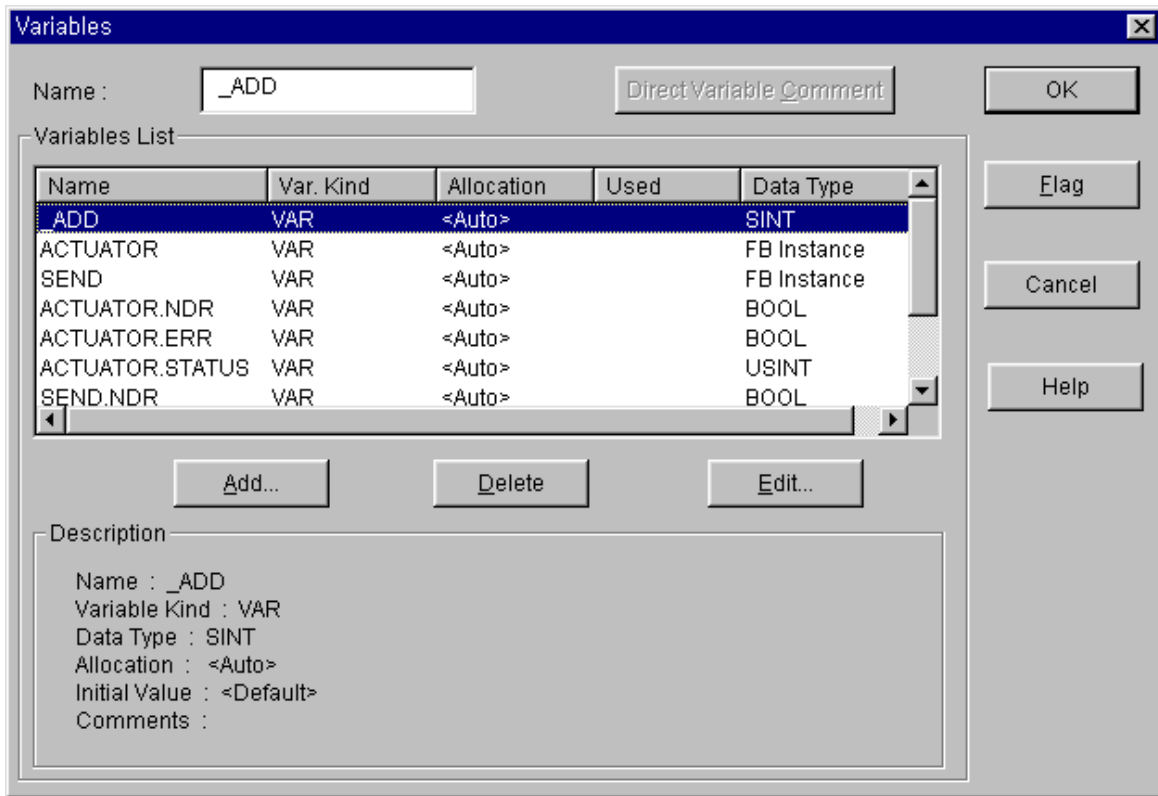 Variables
Name : _ADD Direct Variable Comment OK
Variables List
Name Var. Kind Allocation Used Data Type
_ADD VAR <Auto> SINT
ACTUATOR VAR <Auto> FB Instance
SEND VAR <Auto> FB Instance
ACTUATOR.NDR VAR <Auto> BOOL
ACTUATOR.ERR VAR <Auto> BOOL
ACTUATOR.STATUS VAR <Auto> USINT
SEND.NDR VAR <Auto> BOOL
Flag
Cancel
Help
Add... Delete Edit...
Description
Name : _ADD
Variable Kind : VAR
Data Type : SINT
Allocation : <Auto>
Initial Value : <Default>
Comments :